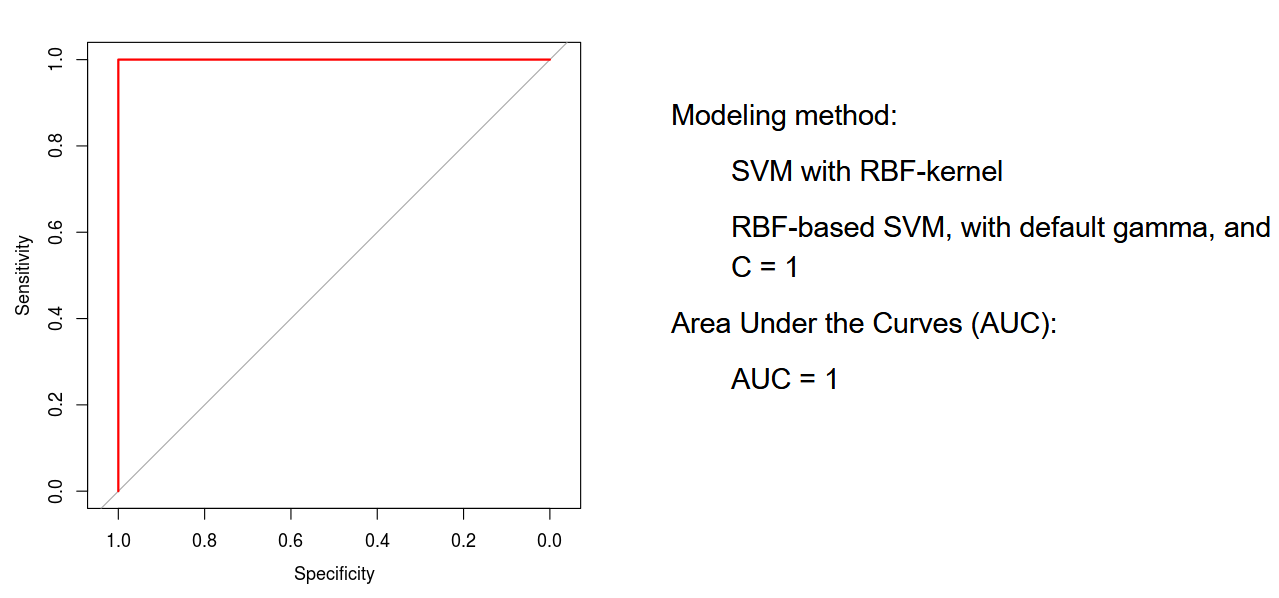 1.0
0.8
0.6
0.4
0.2
0.0
Sensitivity
1.0 0.8 0.6 0.4 0.2 0.0
Specificity
Modeling method:
SVM with RBF-kernel
RBF-based SVM, with default gamma, and
C = 1
Area Under the Curves (AUC):
AUC = 1